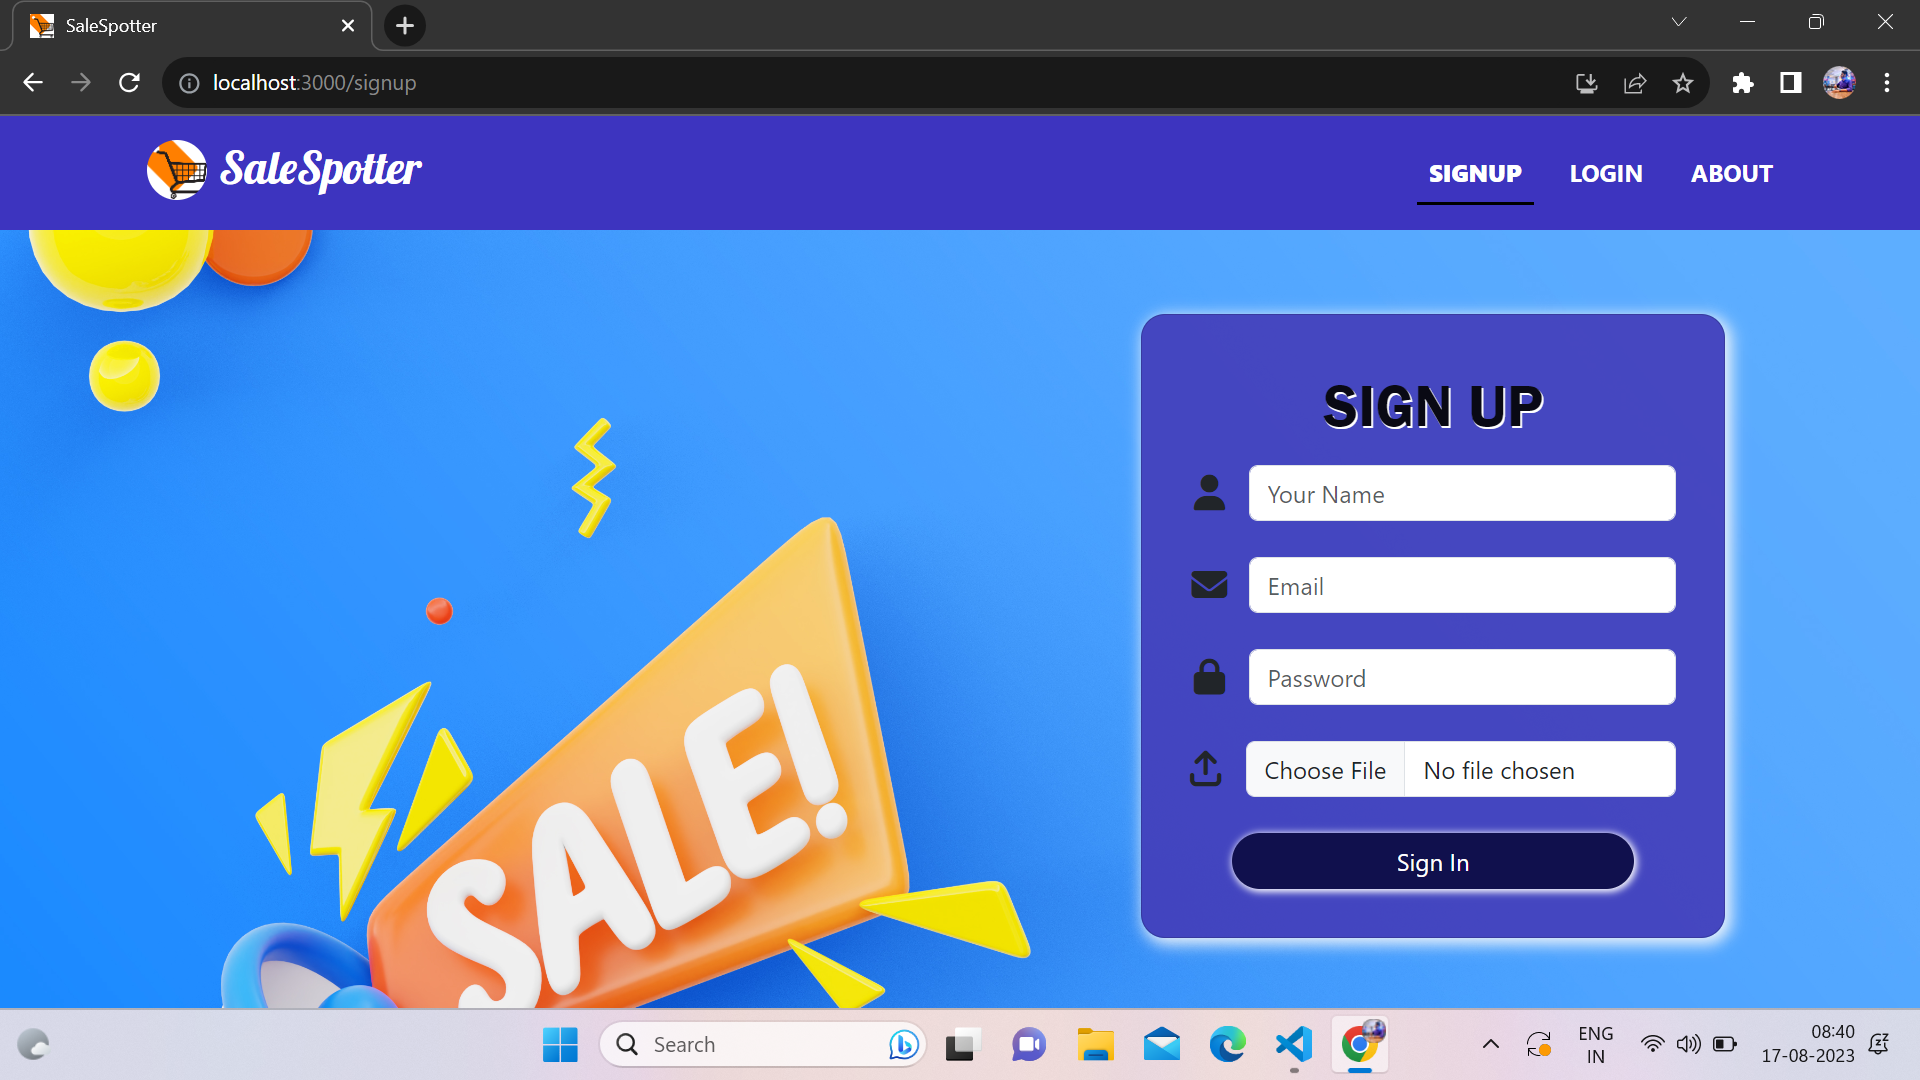 SaleSpotter
localhost:3000/signup
SaleSpotter
SIGNUP
LOGIN
ABOUT
SIGN UP
Your Name
Email
Password
Choose File
No file chosen
Sign In
SALE!
Search
ENG
IN
08:40
17-08-2023